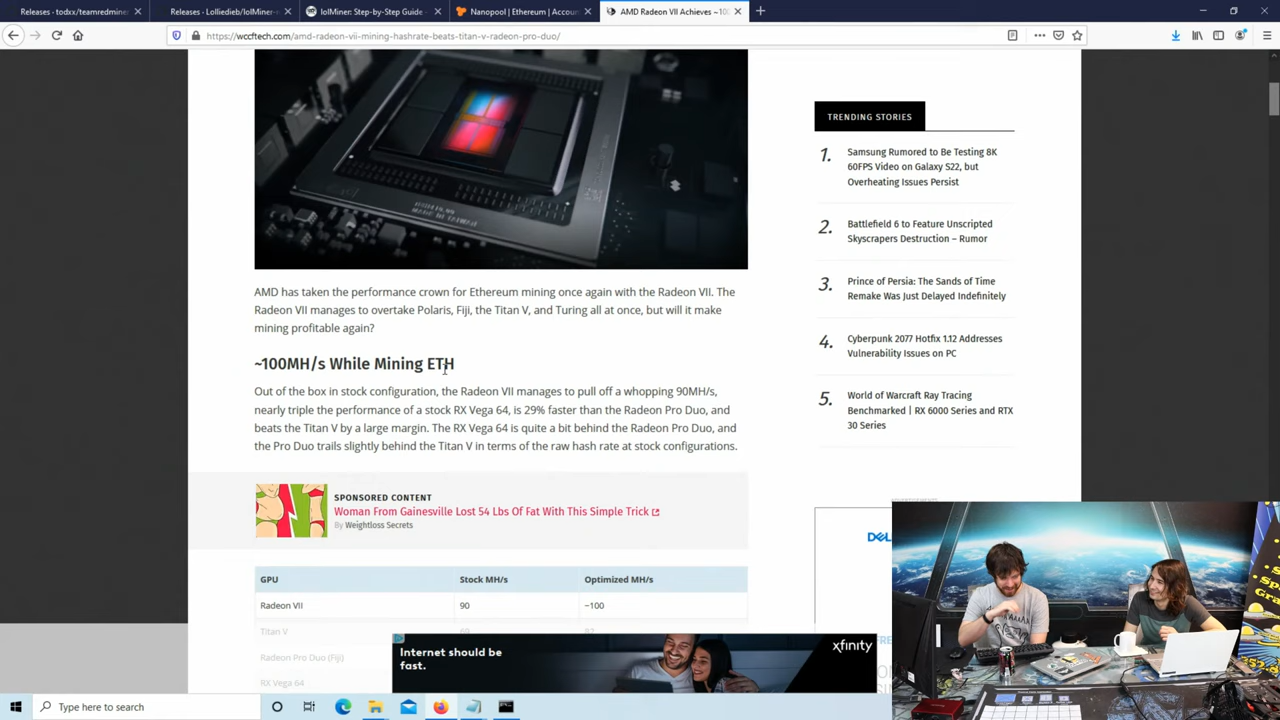 Releases · todxx/teamredminer
Releases · Lolliedieb/lolMiner-r
lolMiner: Step-by-Step Guide
Nanopool | Ethereum | Accoun
AMD Radeon VII Achieves ~100
https://wccftech.com/amd-radeon-vii-mining-hashrate-beats-titan-v-radeon-pro-duo/
AMD has taken the performance crown for Ethereum mining once again with the Radeon VII. The
Radeon VII manages to overtake Polaris, Fiji, the Titan V, and Turing all at once, but will it make
mining profitable again?
~100MH/s While Mining ETH
Out of the box in stock configuration, the Radeon VII manages to pull off a whopping 90MH/s,
nearly triple the performance of a stock RX Vega 64, is 29% faster than the Radeon Pro Duo, and
beats the Titan V by a large margin. The RX Vega 64 is quite a bit behind the Radeon Pro Duo, and
the Pro Duo trails slightly behind the Titan V in terms of the raw hash rate at stock configurations.
SPONSORED CONTENT
Woman From Gainesville Lost 54 Lbs Of Fat With This Simple Trick
By Weightloss Secrets
GPU Stock MH/s Optimized MH/s
Radeon VII 90 ~100
Titan V 69 82
Radeon Pro Duo (Fiji)
RX Vega 64
TRENDING STORIES
1. Samsung Rumored to Be Testing 8K
60FPS Video on Galaxy S22, but
Overheating Issues Persist
2. Battlefield 6 to Feature Unscripted
Skyscrapers Destruction – Rumor
3. Prince of Persia: The Sands of Time
Remake Was Just Delayed Indefinitely
4. Cyberpunk 2077 Hotfix 1.12 Addresses
Vulnerability Issues on PC
5. World of Warcraft Ray Tracing
Benchmarked | RX 6000 Series and RTX
30 Series
DELL
Internet should be
fast.
xfinity
Type here to search